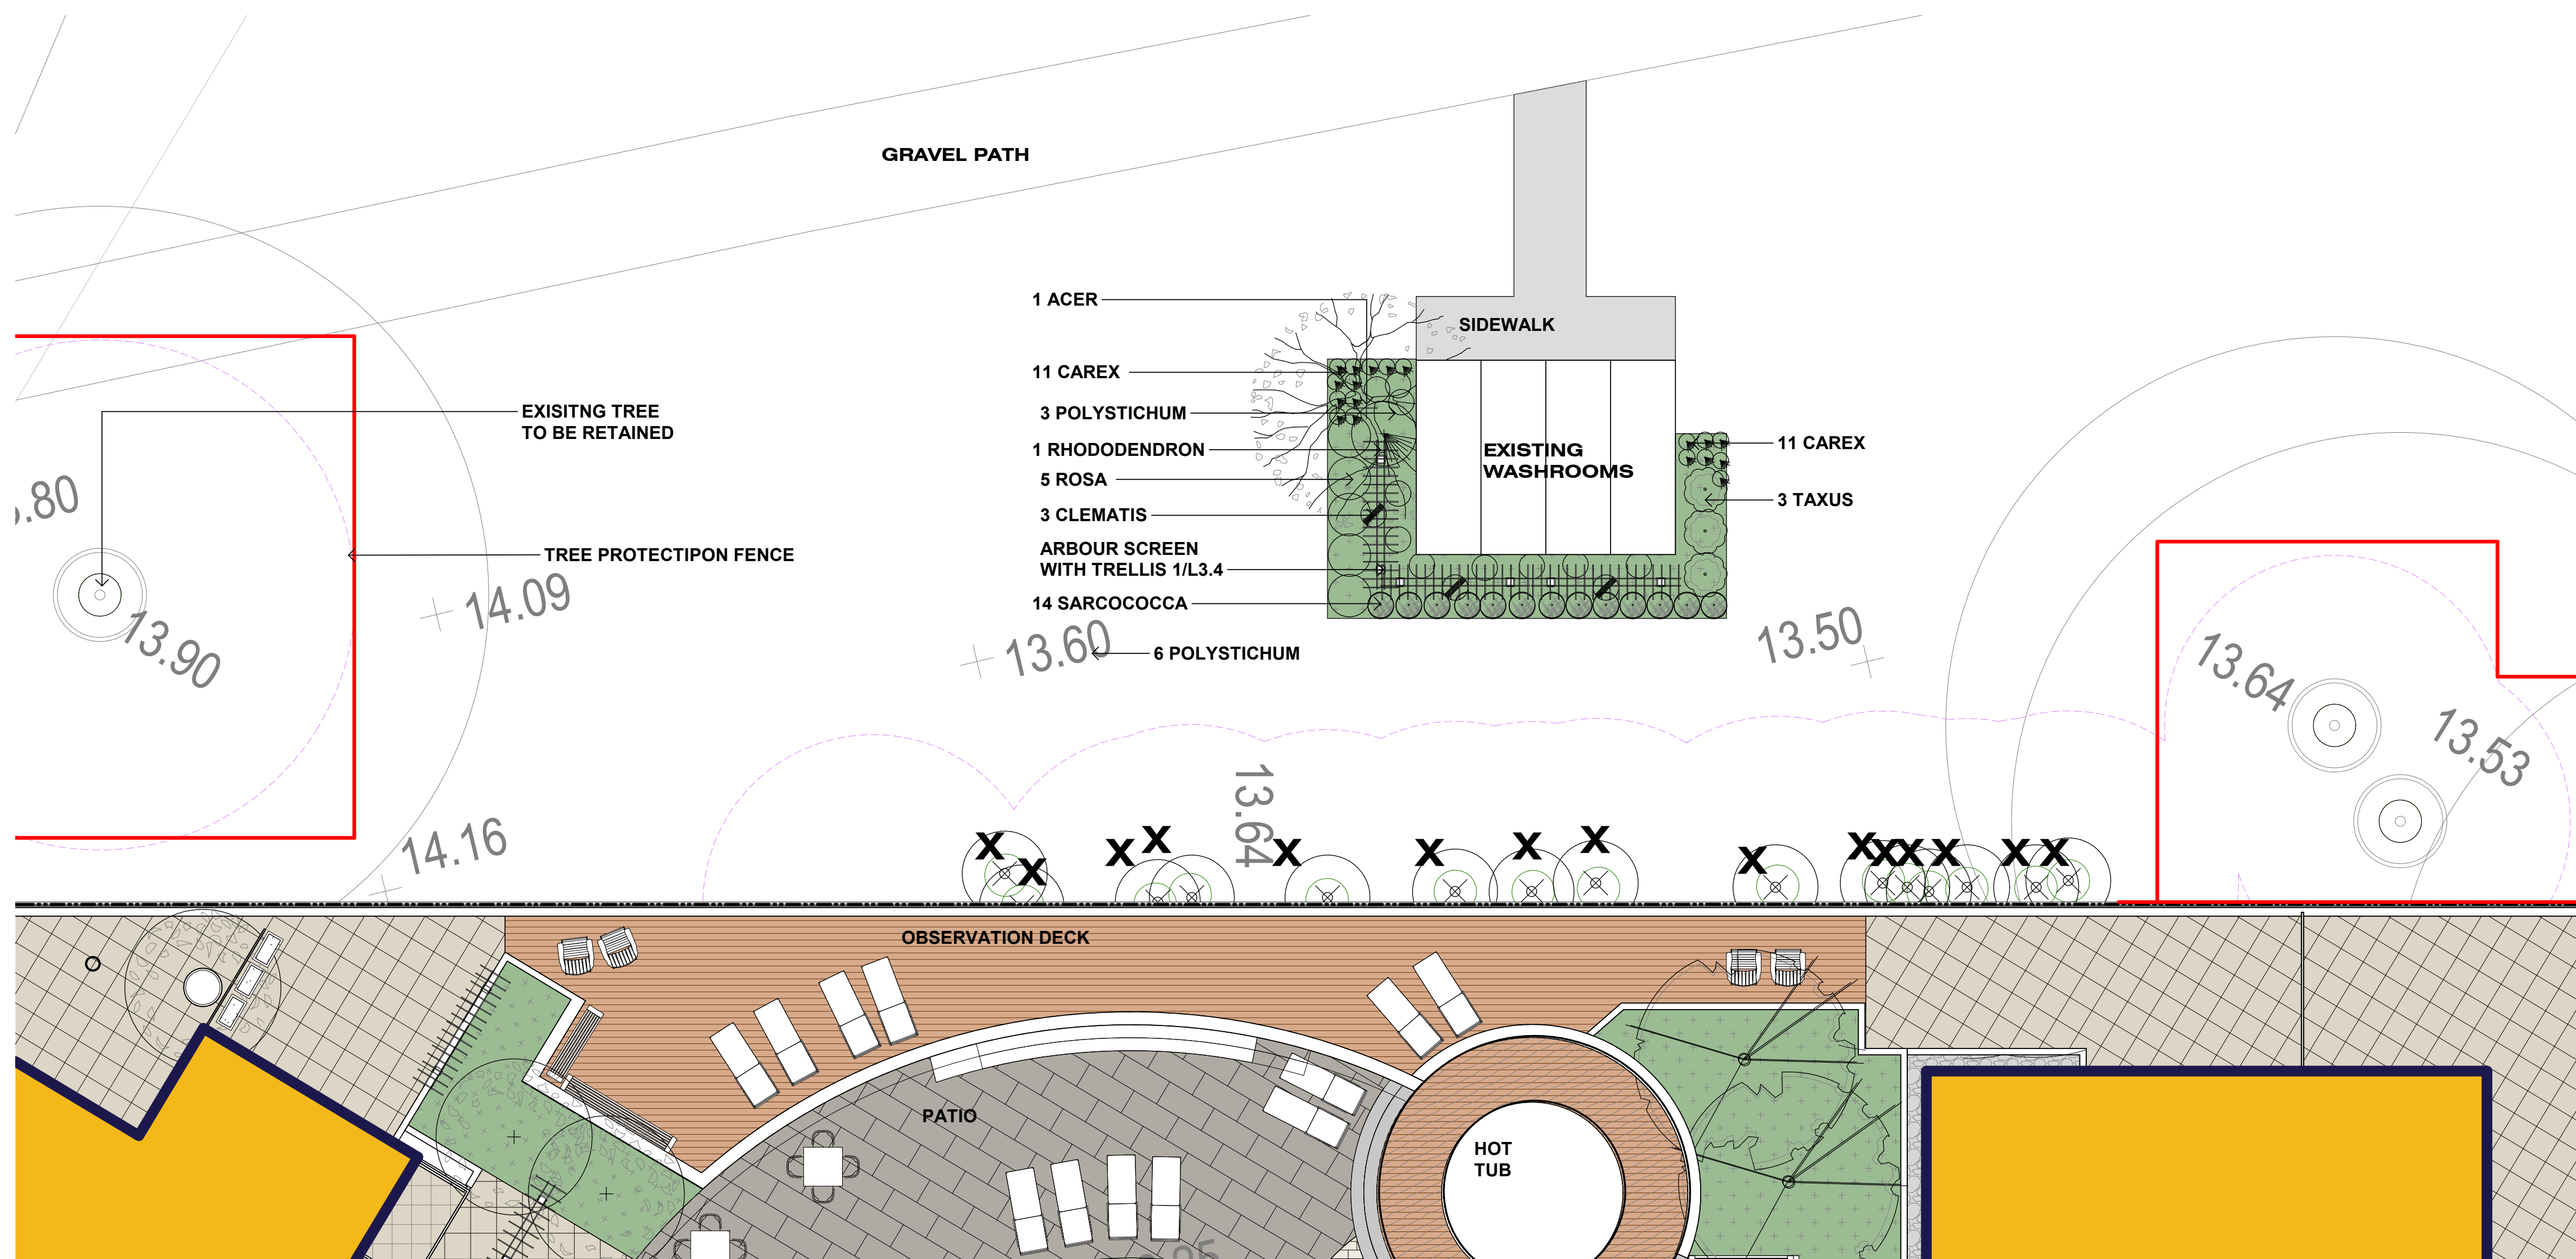 GRAVEL PATH
1 ACER
SIDEWALK
11 CAREX
EXISITNG TREE
TO BE RETAINED
3 POLYSTICHUM
1 RHODODENDRON
EXISTING
WASHROOMS
11 CAREX
5 ROSA
3 TAXUS
.80
3 CLEMATIS
ARBOUR SCREEN
WITH TRELLIS 1/L3.4
TREE PROTECTIPON FENCE
14.09
14 SARCOCOCCA
13.90
13.60
6 POLYSTICHUM
13.50
13.64
13.53
13.64
14.16
X X X X X X X X X X X X X X X
OBSERVATION DECK
PATIO
HOT
TUB